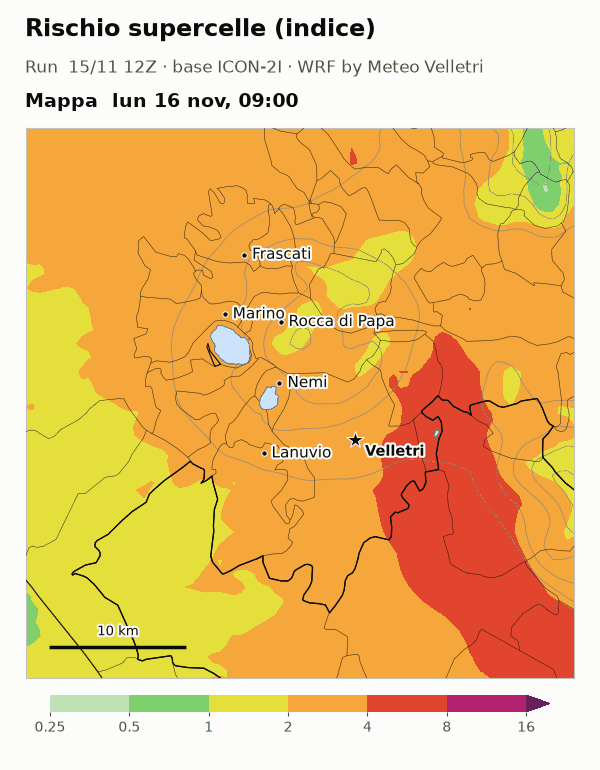 Rischio supercelle (indice)
Run  15/11 12Z · base ICON-2I · WRF by Meteo Velletri
Mappa  lun 16 nov, 09:00
Frascati
Marino
Rocca di Papa
Nemi
Velletri
Lanuvio
10 km
0.25 0.5 1 2 4 8 16